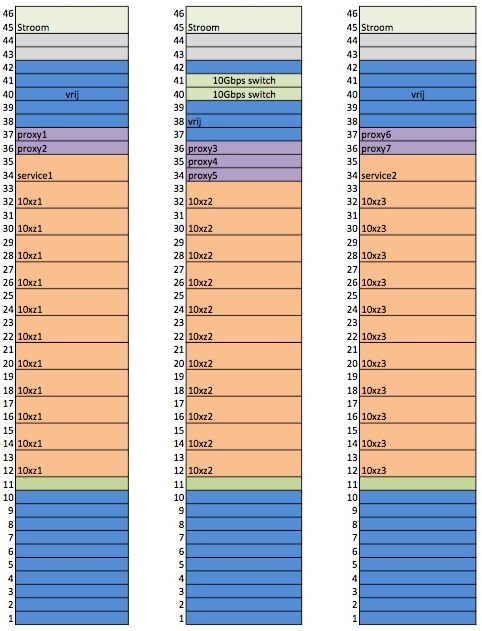 46 46 46
45 Stroom 45 Stroom 45 Stroom
44 44 44
43 43 43
42 42 42
41 41 10Gbps switch 41
40 vrij 40 10Gbps switch 40 vrij
39 39 39
38 38 vrij 38
37 proxy1 37 37 proxy6
36 proxy2 36 proxy3 36 proxy7
35 35 proxy4 35
34 service1 34 proxy5 34 service2
33 33 33
32 10xz1 32 10xz2 32 10xz3
31 31 31
30 10xz1 30 10xz2 30 10xz3
29 29 29
28 10xz1 28 10xz2 28 10xz3
27 27 27
26 10xz1 26 10xz2 26 10xz3
25 25 25
24 10xz1 24 10xz2 24 10xz3
23 23 23
22 10xz1 22 10xz2 22 10xz3
21 21 21
20 10xz1 20 10xz2 20 10xz3
19 19 19
18 10xz1 18 10xz2 18 10xz3
17 17 17
16 10xz1 16 10xz2 16 10xz3
15 15 15
14 10xz1 14 10xz2 14 10xz3
13 13 13
12 10xz1 12 10xz2 12 10xz3
11 11 11
10 10 10
9 9 9
8 8 8
7 7 7
6 6 6
5 5 5
4 4 4
3 3 3
2 2 2
1 1 1